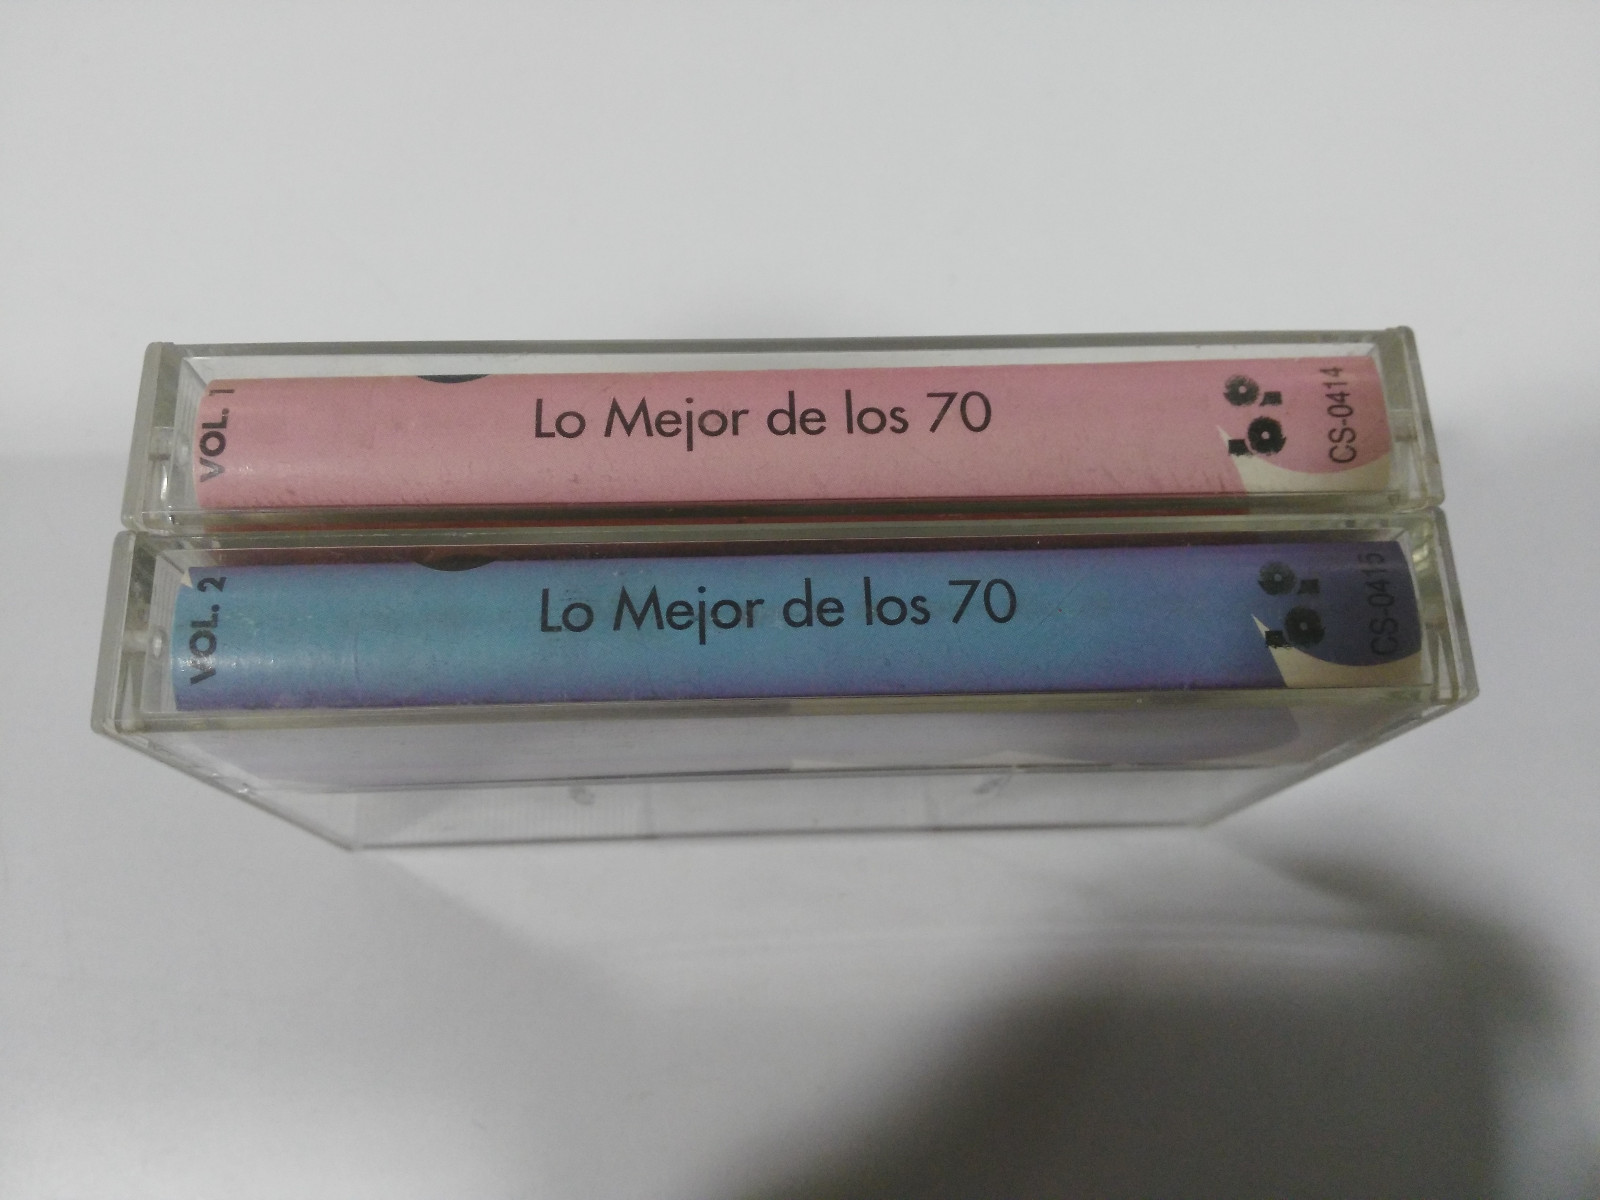 VOL. 1
Lo Mejor de los 70
CS-0414
VOL. 2
Lo Mejor de los 70
CS-0415